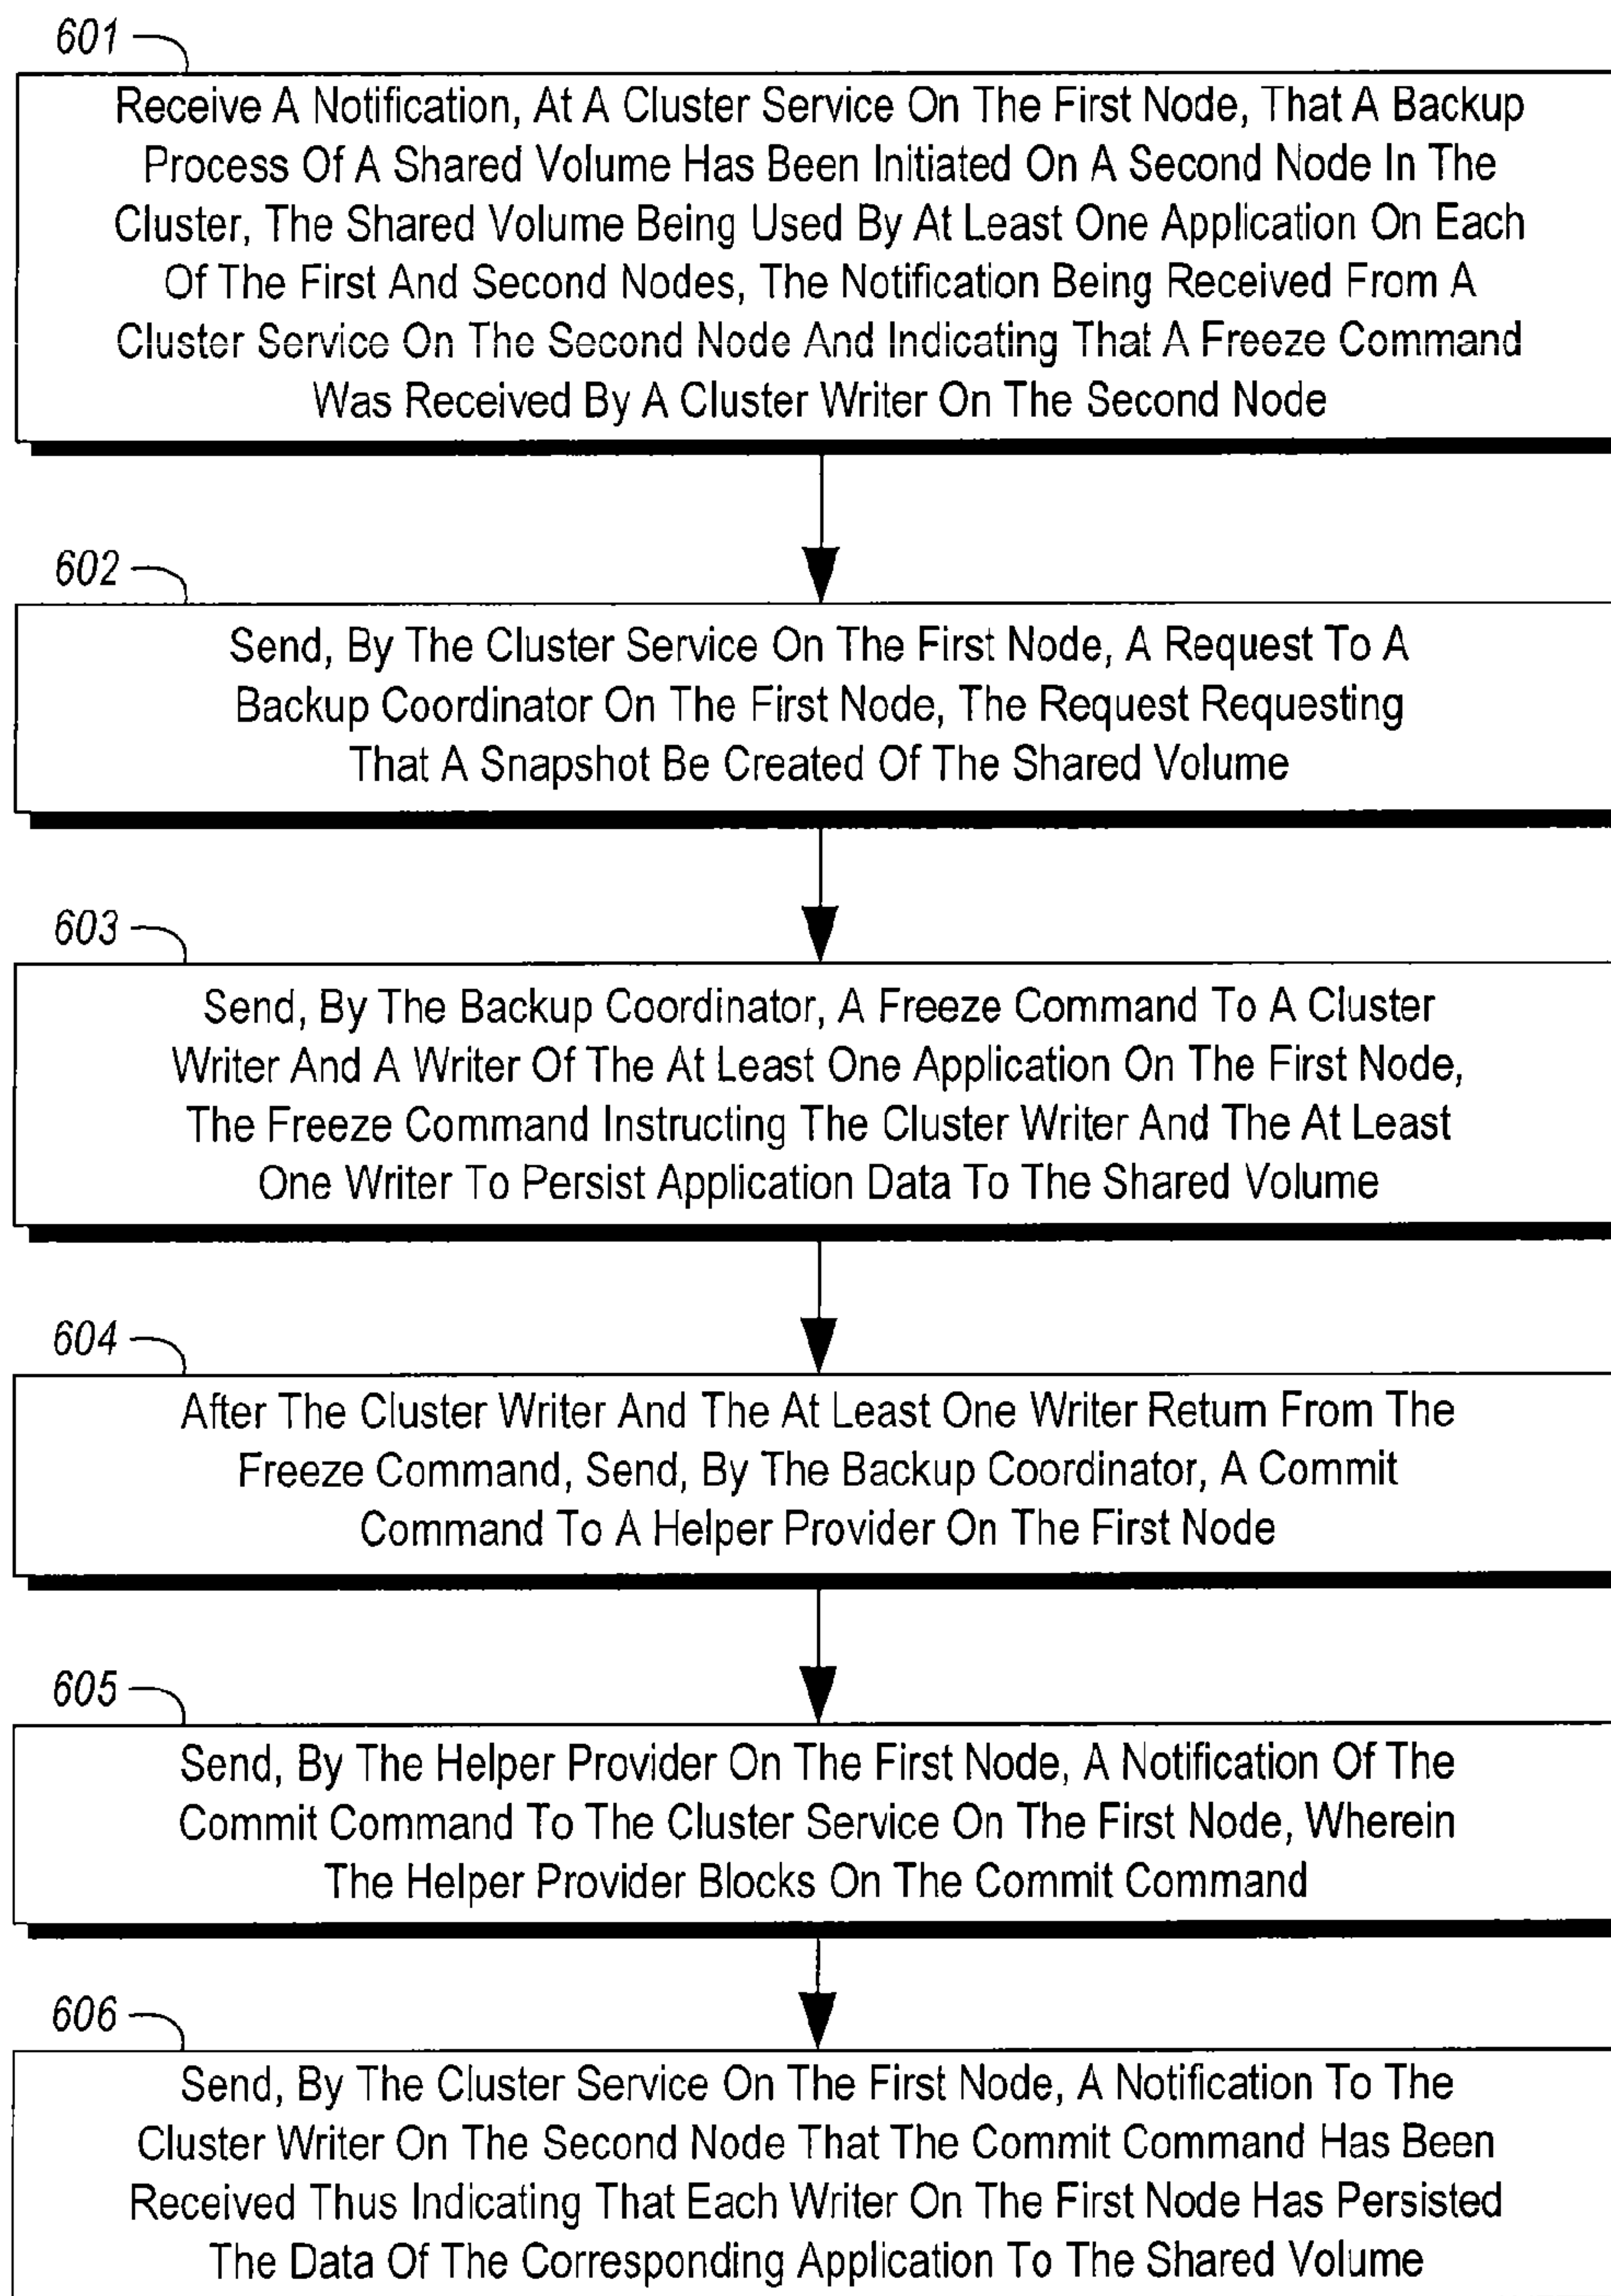 601
Receive A Notification, At A Cluster Service On The First Node, That A Backup
Process Of A Shared Volume Has Been Initiated On A Second Node In The
Cluster, The Shared Volume Being Used By At Least One Application On Each
Of The First And Second Nodes, The Notification Being Received From A
Cluster Service On The Second Node And Indicating That A Freeze Command
Was Received By A Cluster Writer On The Second Node
602
Send, By The Cluster Service On The First Node, A Request To A
Backup Coordinator On The First Node, The Request Requesting
That A Snapshot Be Created Of The Shared Volume
603
Send, By The Backup Coordinator, A Freeze Command To A Cluster
Writer And A Writer Of The At Least One Application On The First Node,
The Freeze Command Instructing The Cluster Writer And The At Least
One Writer To Persist Application Data To The Shared Volume
604
After The Cluster Writer And The At Least One Writer Return From The
Freeze Command, Send, By The Backup Coordinator, A Commit
Command To A Helper Provider On The First Node
605
Send, By The Helper Provider On The First Node, A Notification Of The
Commit Command To The Cluster Service On The First Node, Wherein
The Helper Provider Blocks On The Commit Command
606
Send, By The Cluster Service On The First Node, A Notification To The
Cluster Writer On The Second Node That The Commit Command Has Been
Received Thus Indicating That Each Writer On The First Node Has Persisted
The Data Of The Corresponding Application To The Shared Volume